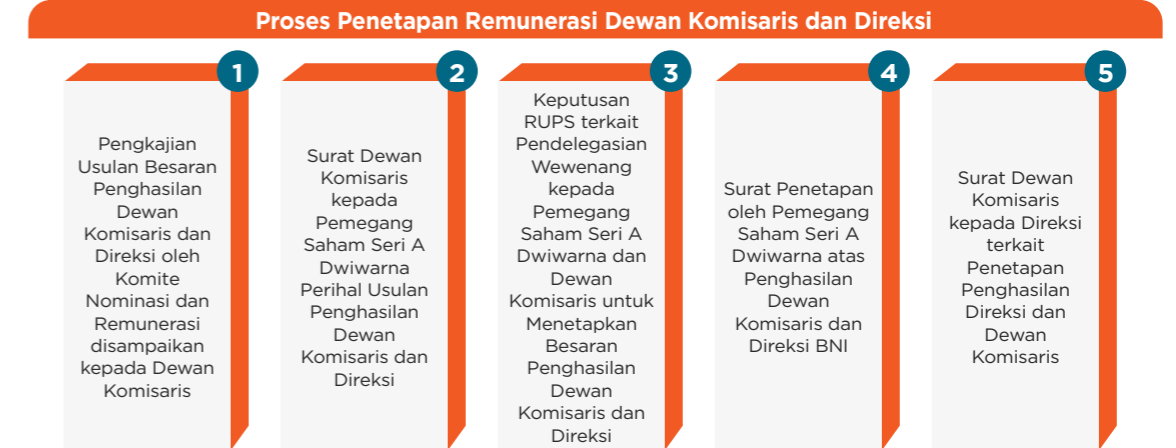 Proses Penetapan Remunerasi Dewan Komisaris dan Direksi
1
Pengkajian
Usulan Besaran
Penghasilan
Dewan
Komisaris dan
Direksi oleh
Komite
Nominasi dan
Remunerasi
disampaikan
kepada Dewan
Komisaris
2
Surat Dewan
Komisaris
kepada
Pemegang
Saham Seri A
Dwiwarna
Perihal Usulan
Penghasilan
Dewan
Komisaris dan
Direksi
3
Keputusan
RUPS terkait
Pendelegasian
Wewenang
kepada
Pemegang
Saham Seri A
Dwiwarna dan
Dewan
Komisaris untuk
Menetapkan
Besaran
Penghasilan
Dewan
Komisaris dan
Direksi
4
Surat Penetapan
oleh Pemegang
Saham Seri A
Dwiwarna atas
Penghasilan
Dewan
Komisaris dan
Direksi BNI
5
Surat Dewan
Komisaris
kepada Direksi
terkait
Penetapan
Penghasilan
Direksi dan
Dewan
Komisaris